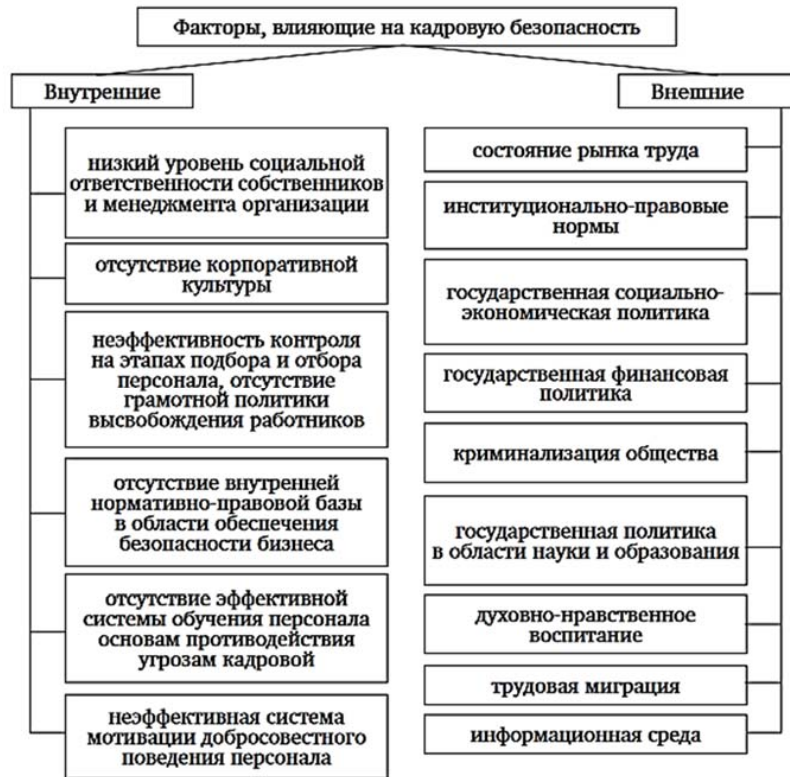 Факторы, влияющие на кадровую безопасность
Внутренние
низкий уровень социальной
ответственности собственников
и менеджмента организации
отсутствие корпоративной
культуры
неэффективность контроля
на этапах подбора и отбора
персонала, отсутствие
грамотной политики
высвобождения работников
отсутствие внутренней
нормативно-правовой базы
в области обеспечения
безопасности бизнеса
отсутствие эффективной
системы обучения персонала
основам противодействия
угрозам кадровой
неэффективная система
мотивации добросовестного
поведения персонала
Внешние
состояние рынка труда
институционально-правовые
нормы
государственная социально-
экономическая политика
государственная финансовая
политика
криминализация общества
государственная политика
в области науки и образования
духовно-нравственное
воспитание
трудовая миграция
информационная среда